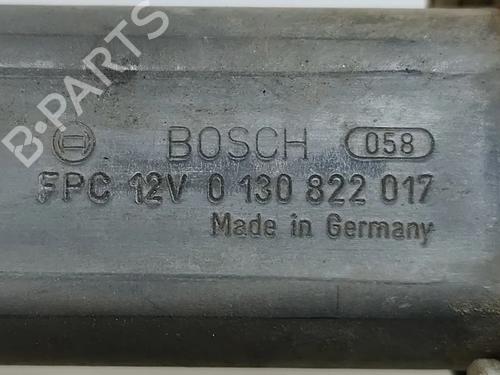 B-PARTS
BOSCH 058
FPC 12V 0 130 822 017
Made in Germany